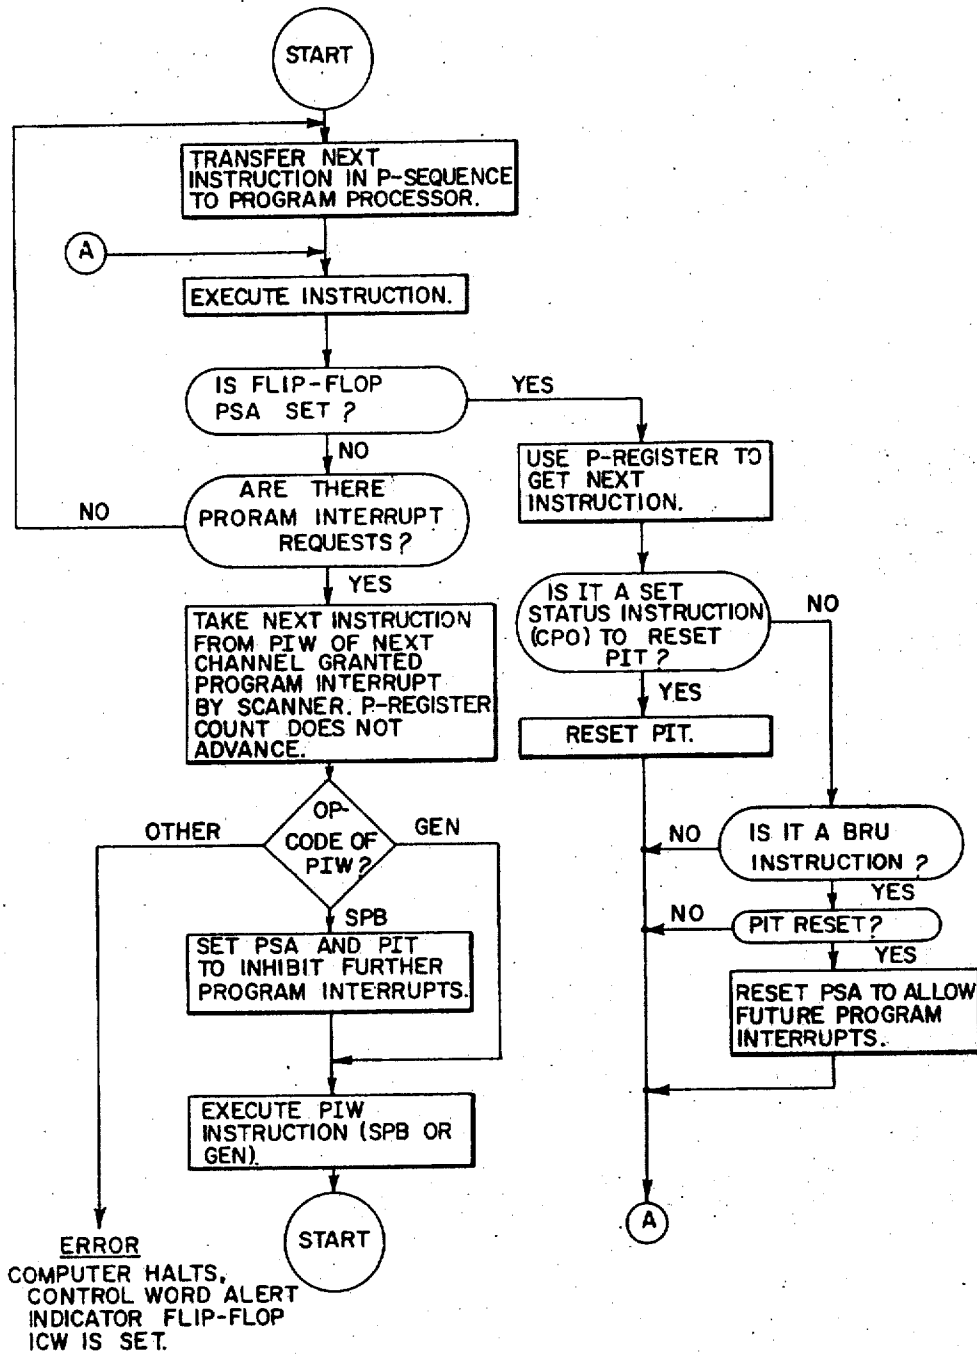 START
TRANSFER NEXT
INSTRUCTION IN P-SEQUENCE
TO PROGRAM PROCESSOR.
A
EXECUTE INSTRUCTION.
IS FLIP-FLOP
PSA SET?
YES
NO
ARE THERE
PRORAM INTERRUPT
REQUESTS?
NO
YES
TAKE NEXT INSTRUCTION
FROM PIW OF NEXT
CHANNEL GRANTED
PROGRAM INTERRUPT
BY SCANNER. P-REGISTER
COUNT DOES NOT
ADVANCE.
OP-
CODE OF
PIW?
OTHER
GEN
SPB
SET PSA AND PIT
TO INHIBIT FURTHER
PROGRAM INTERRUPTS.
EXECUTE PIW
INSTRUCTION (SPB OR
GEN).
START
ERROR
COMPUTER HALTS,
CONTROL WORD ALERT
INDICATOR FLIP-FLOP
ICW IS SET.
USE P-REGISTER TO
GET NEXT
INSTRUCTION.
IS IT A SET
STATUS INSTRUCTION
(CPO) TO RESET
PIT?
NO
YES
RESET PIT.
IS IT A BRU
INSTRUCTION?
NO
YES
PIT RESET?
NO
YES
RESET PSA TO ALLOW
FUTURE PROGRAM
INTERRUPTS.
A